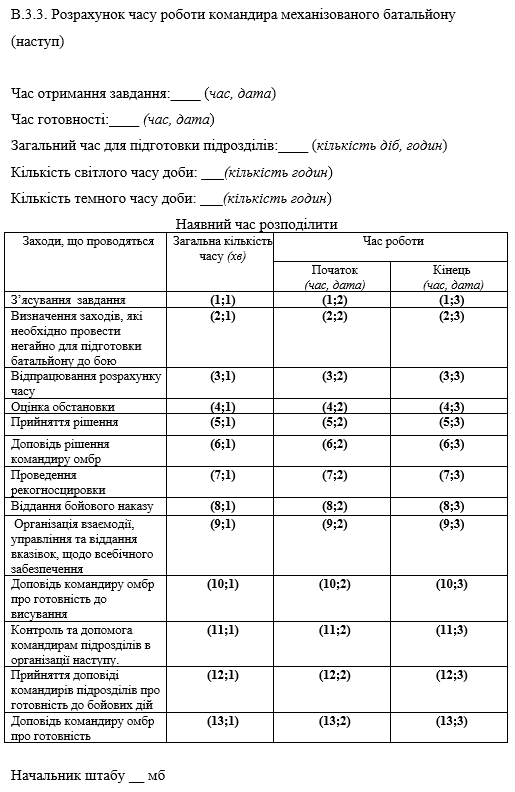 В.3.3. Розрахунок часу роботи командира механізованого батальйону
(наступ)
Час отримання завдання:____ (час, дата)
Час готовності:____ (час, дата)
Загальний час для підготовки підрозділів:____ (кількість діб, годин)
Кількість світлого часу доби: ___(кількість годин)
Кількість темного часу доби: ___(кількість годин)
Наявний час розподілити
Заходи, що проводяться
Загальна кількість
часу (хв)
Час роботи
Початок
(час, дата)
Кінець
(час, дата)
З’ясування завдання (1;1) (1;2) (1;3)
Визначення заходів, які (2;1) (2;2) (2;3)
необхідно провести
негайно для підготовки
батальйону до бою
Відпрацювання розрахунку (3;1) (3;2) (3;3)
часу
Оцінка обстановки (4;1) (4;2) (4;3)
Прийняття рішення (5;1) (5;2) (5;3)
Доповідь рішення (6;1) (6;2) (6;3)
командиру омбр
Проведення (7;1) (7;2) (7;3)
рекогносцировки
Віддання бойового наказу (8;1) (8;2) (8;3)
Організація взаємодії, (9;1) (9;2) (9;3)
управління та віддання
вказівок, щодо всебічного
забезпечення
Доповідь командиру омбр (10;1) (10;2) (10;3)
про готовність до
висування
Контроль та допомога (11;1) (11;2) (11;3)
командирам підрозділів в
організації наступу.
Прийняття доповіді (12;1) (12;2) (12;3)
командирів підрозділів про
готовність до бойових дій
Доповідь командиру омбр (13;1) (13;2) (13;3)
про готовність
Начальник штабу __ мб